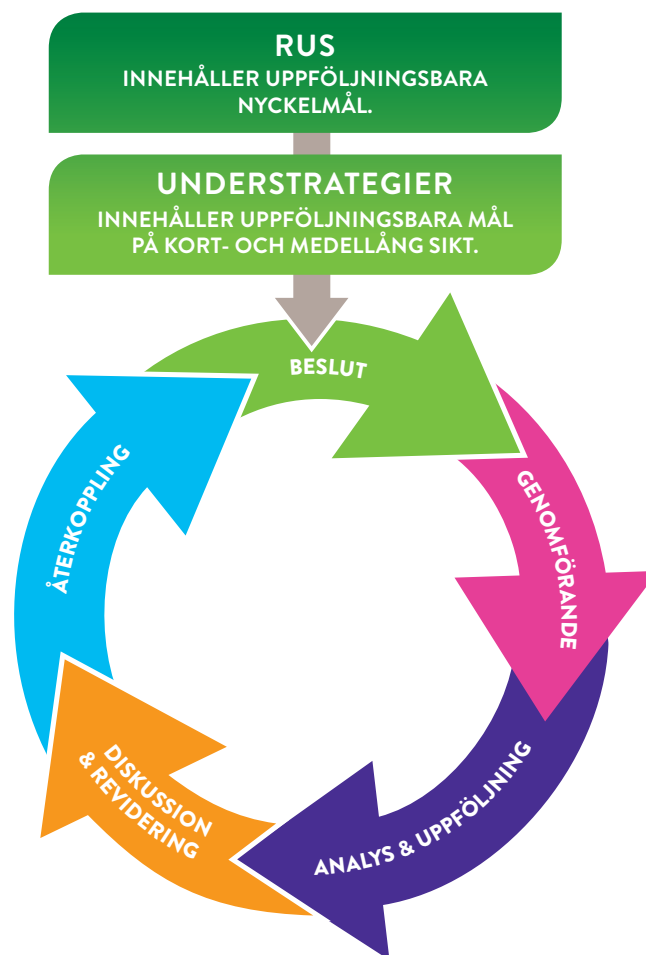 RUS
INNEHÅLLER UPPFÖLJNINGSBARA
NYCKELMÅL.
UNDERSTRATEGIER
INNEHÅLLER UPPFÖLJNINGSBARA MÅL
PÅ KORT- OCH MEDELLÅNG SIKT.
BESLUT
GENOMFÖRANDE
ANALYS & UPPFÖLJNING
DISKUSSION
& REVIDERING
ÅTERKOPPLING